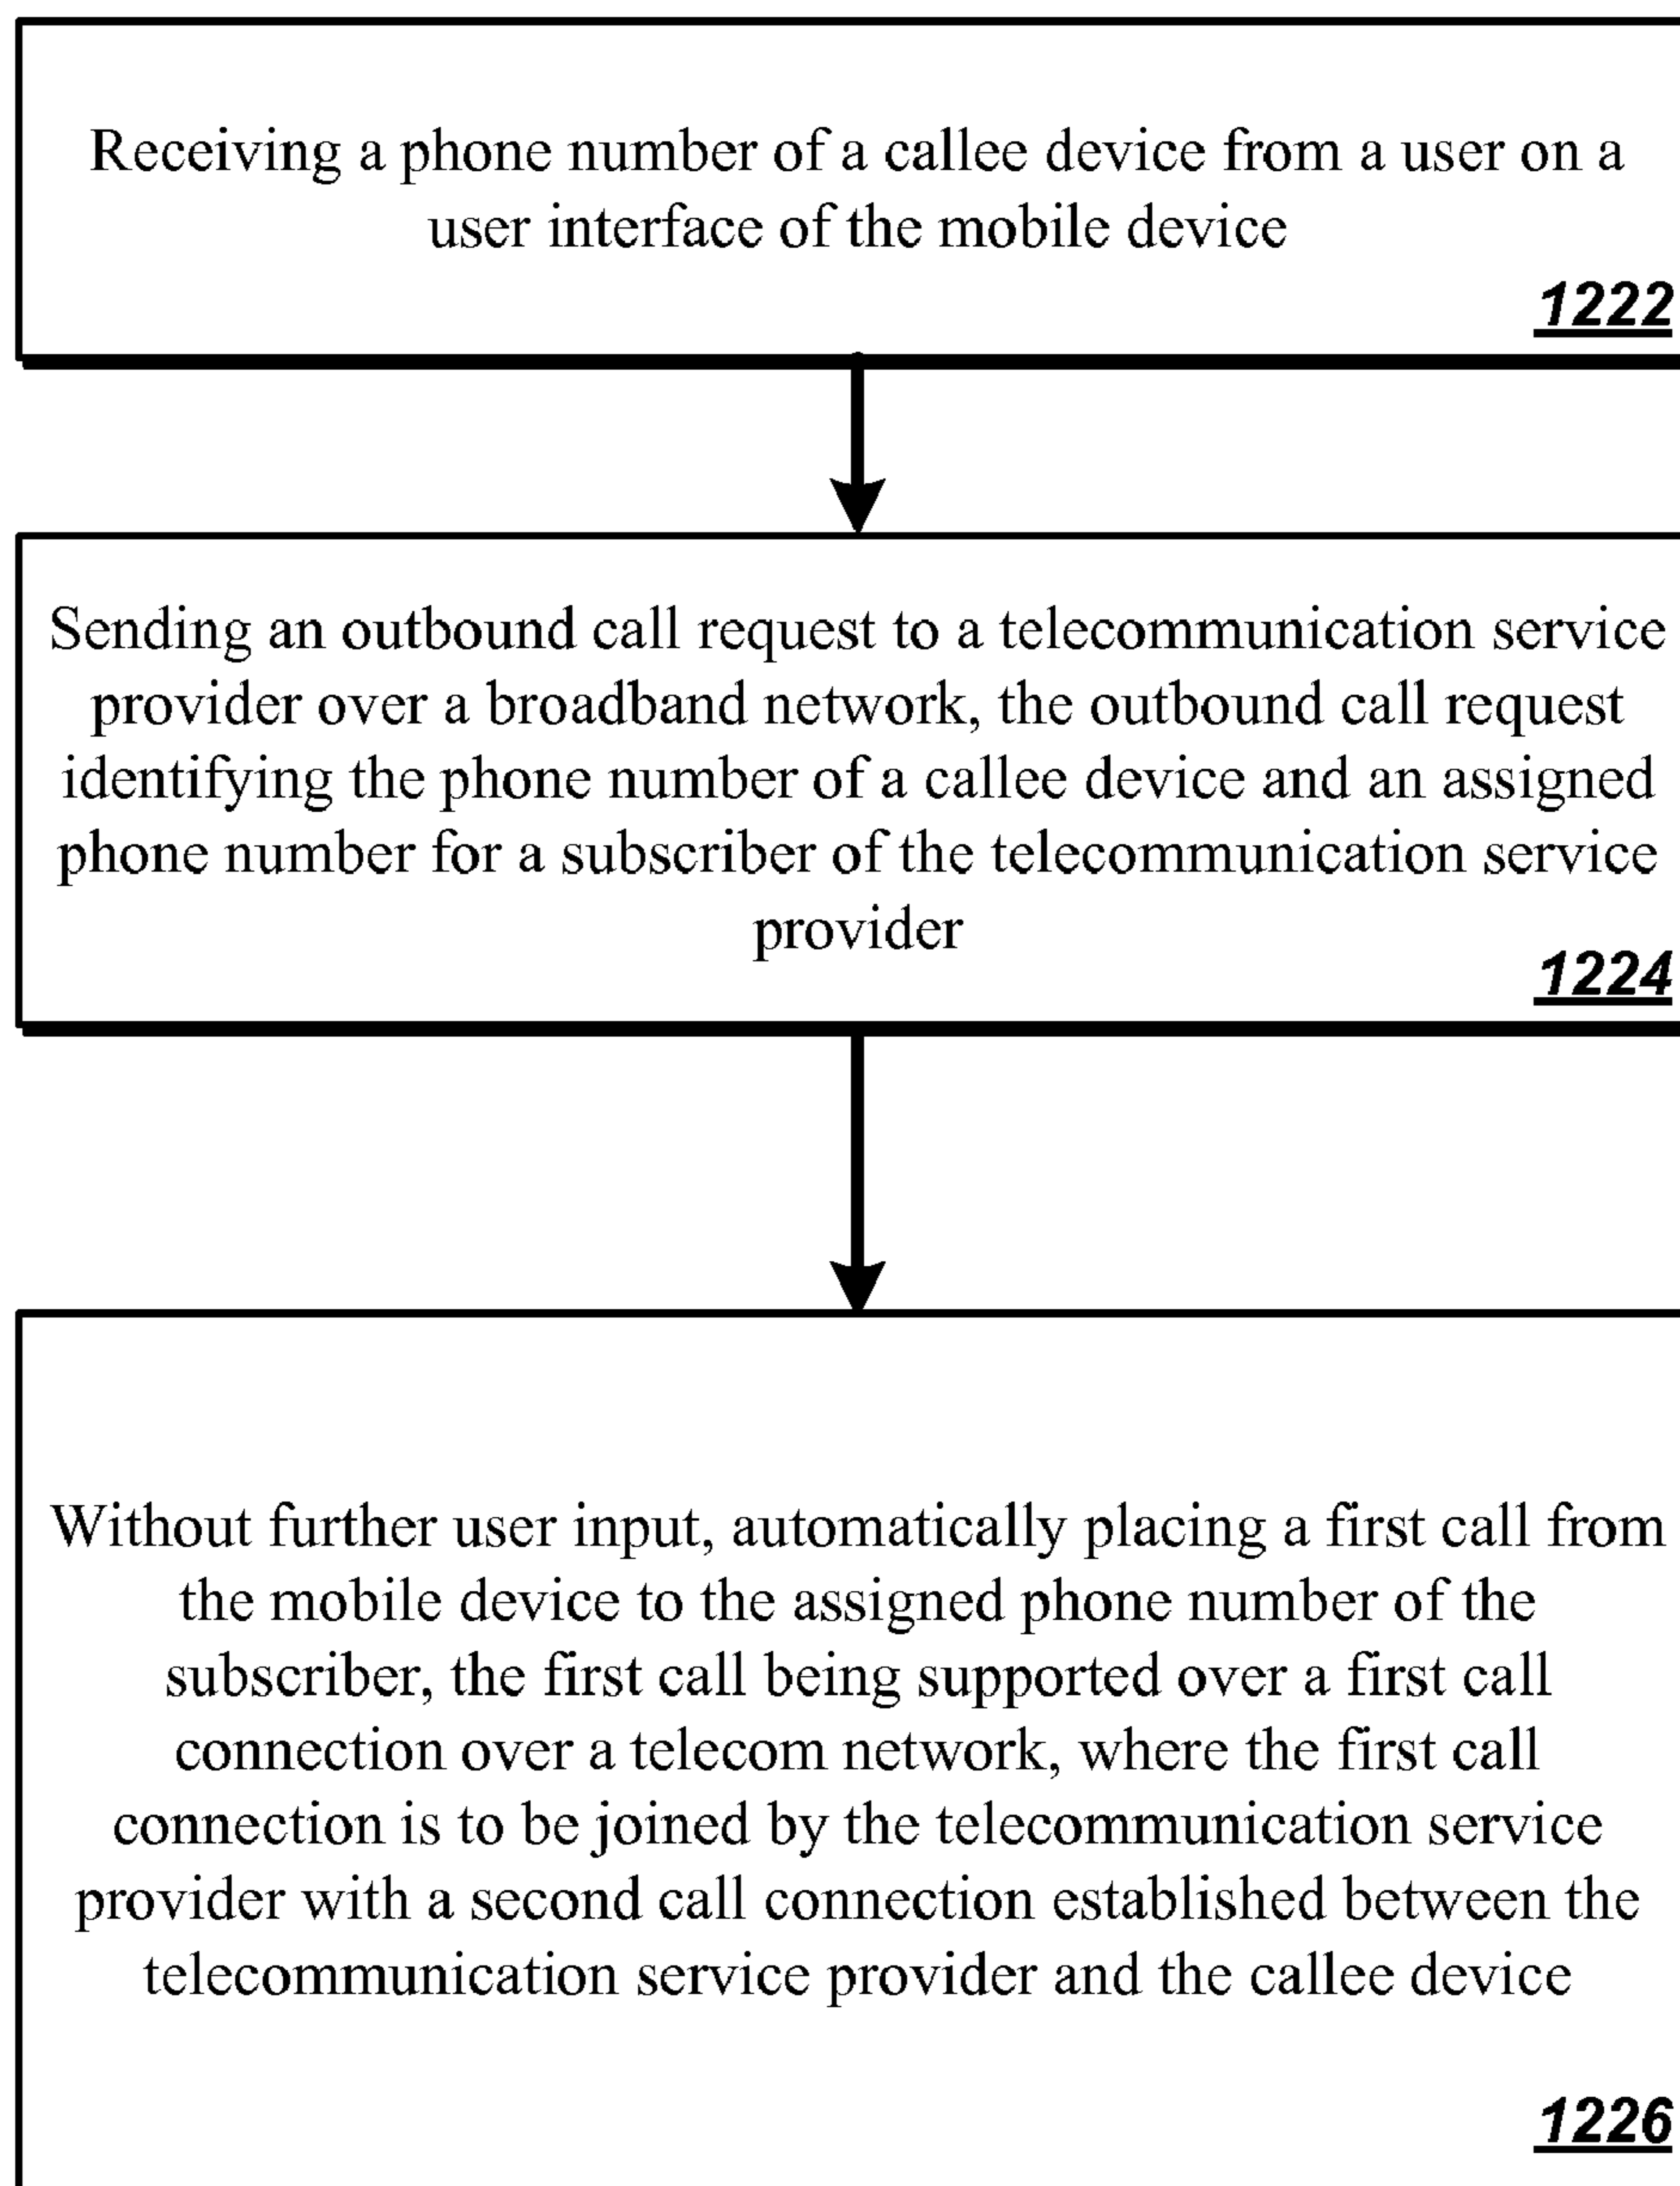 Receiving a phone number of a callee device from a user on a
user interface of the mobile device
1222
Sending an outbound call request to a telecommunication service
provider over a broadband network, the outbound call request
identifying the phone number of a callee device and an assigned
phone number for a subscriber of the telecommunication service
provider
1224
Without further user input, automatically placing a first call from
the mobile device to the assigned phone number of the
subscriber, the first call being supported over a first call
connection over a telecom network, where the first call
connection is to be joined by the telecommunication service
provider with a second call connection established between the
telecommunication service provider and the callee device
1226